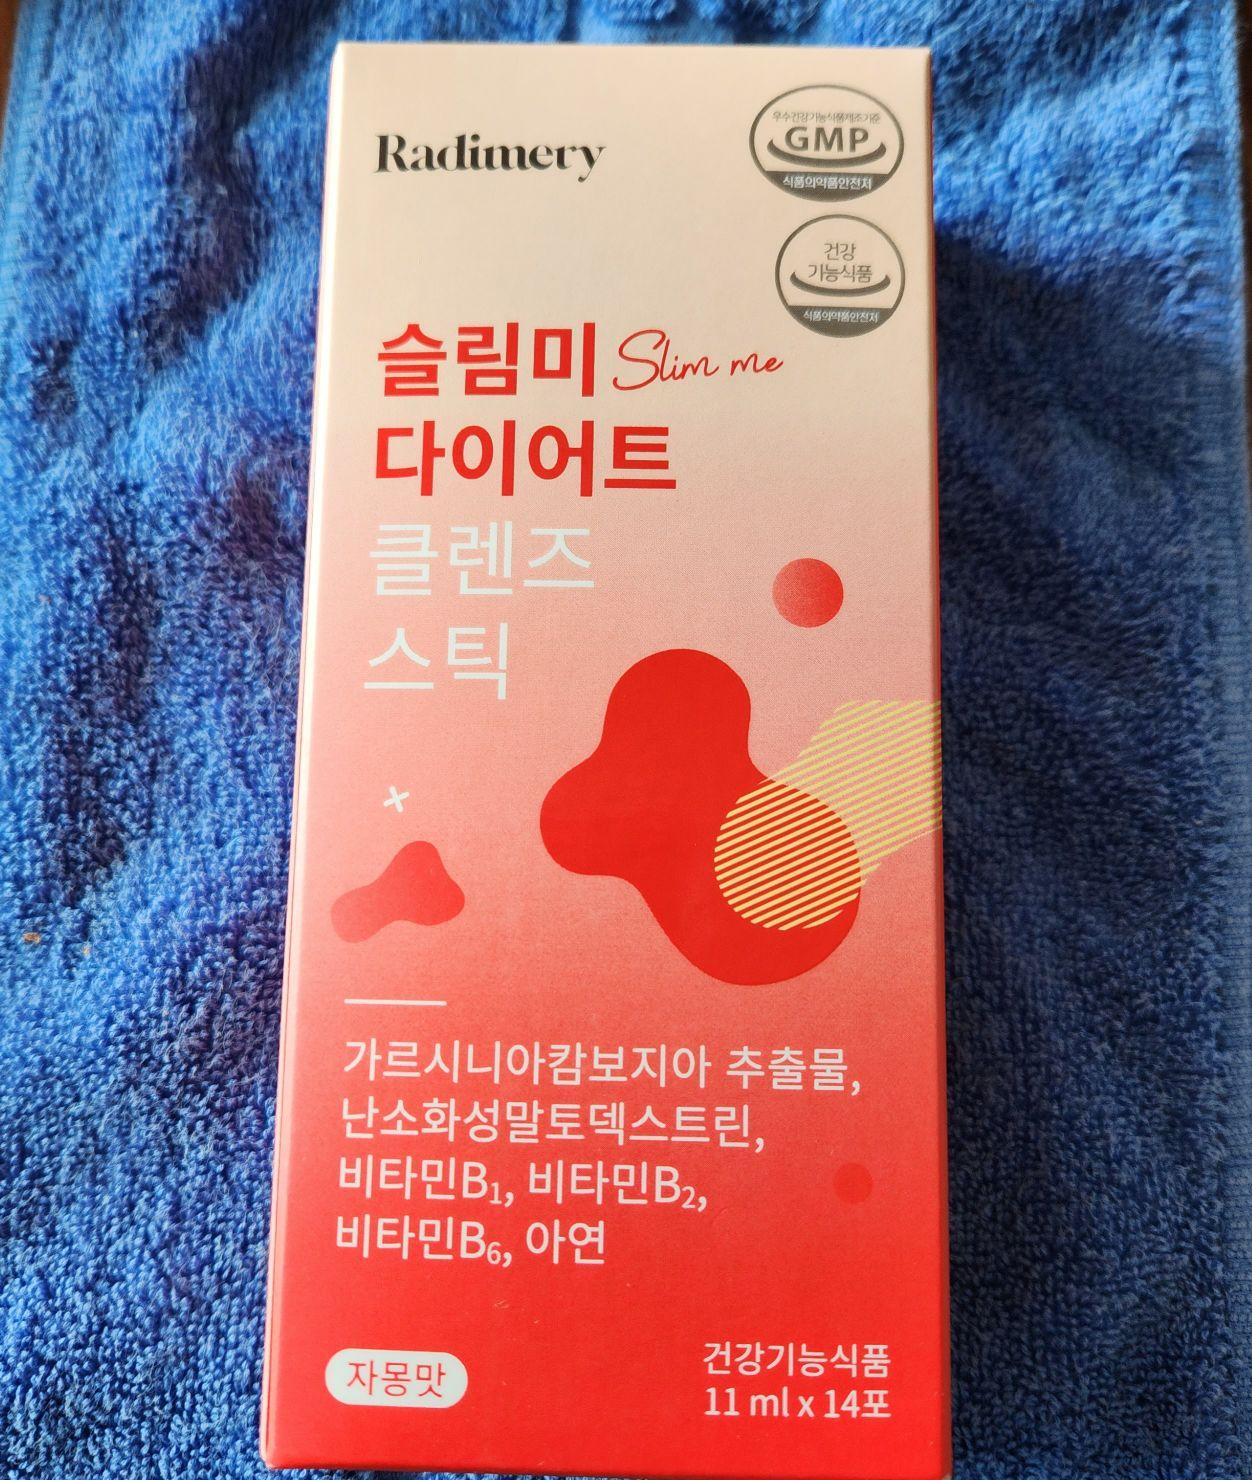 Radimery
우수건강기능식품제조기준
GMP
식품의약품안전처
건강
기능식품
식품의약품안전처
슬림미 Slim me
다이어트
클렌즈
스틱
가르시니아캄보지아 추출물,
난소화성말토덱스트린,
비타민B₁, 비타민B₂,
비타민B₆, 아연
자몽맛
건강기능식품
11 ml x 14포